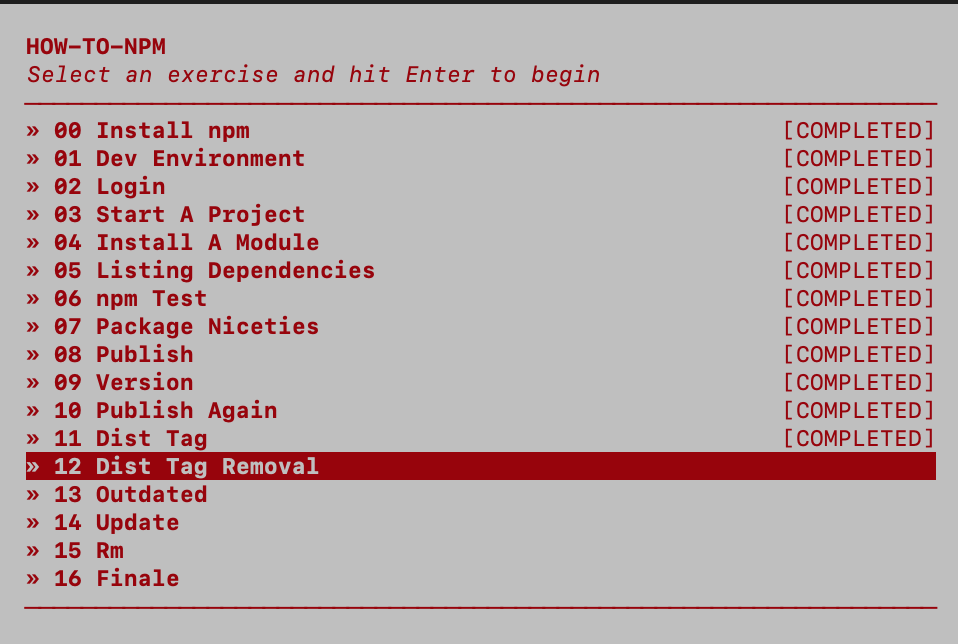 HOW-TO-NPM
Select an exercise and hit Enter to begin
» 00 Install npm [COMPLETED]
» 01 Dev Environment [COMPLETED]
» 02 Login [COMPLETED]
» 03 Start A Project [COMPLETED]
» 04 Install A Module [COMPLETED]
» 05 Listing Dependencies [COMPLETED]
» 06 npm Test [COMPLETED]
» 07 Package Niceties [COMPLETED]
» 08 Publish [COMPLETED]
» 09 Version [COMPLETED]
» 10 Publish Again [COMPLETED]
» 11 Dist Tag [COMPLETED]
» 12 Dist Tag Removal
» 13 Outdated
» 14 Update
» 15 Rm
» 16 Finale